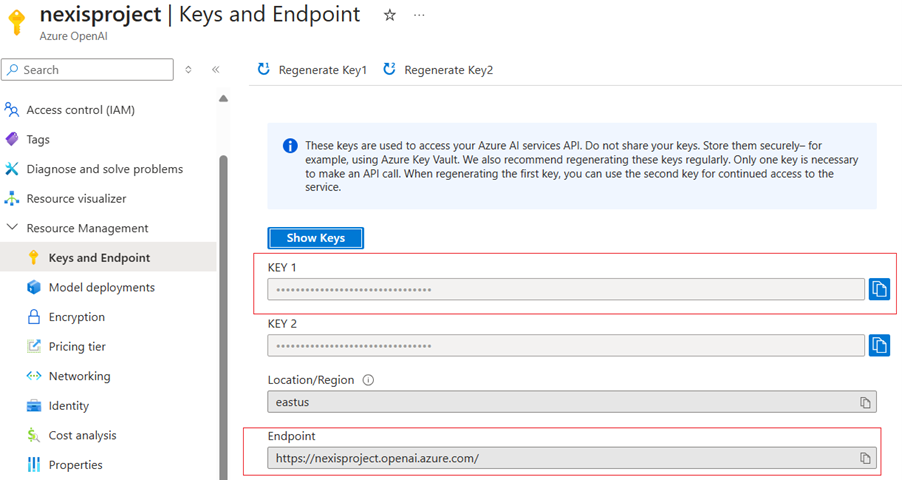 nexisproject | Keys and Endpoint
Azure OpenAI
Search
Access control (IAM)
Tags
Diagnose and solve problems
Resource visualizer
Resource Management
Keys and Endpoint
Model deployments
Encryption
Pricing tier
Networking
Identity
Cost analysis
Properties
Regenerate Key1
Regenerate Key2
These keys are used to access your Azure AI services API. Do not share your keys. Store them securely– for
example, using Azure Key Vault. We also recommend regenerating these keys regularly. Only one key is necessary
to make an API call. When regenerating the first key, you can use the second key for continued access to the
service.
Show Keys
KEY 1
••••••••••••••••••••••••••••••••
KEY 2
••••••••••••••••••••••••••••••••
Location/Region
eastus
Endpoint
https://nexisproject.openai.azure.com/